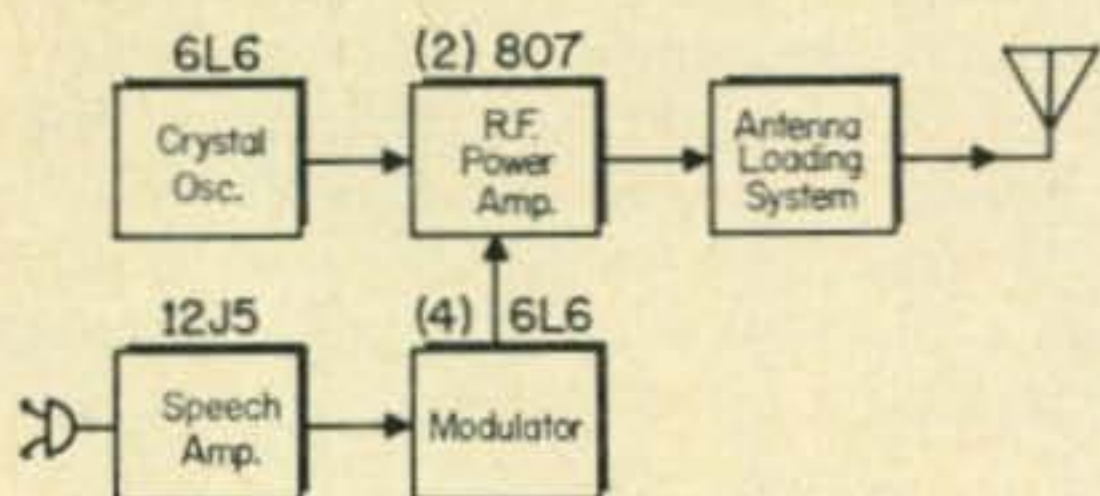 6L6
(2) 807
Crystal
Osc.
R.F.
Power
Amp.
Antenna
Loading
System
12J5
(4) 6L6
Speech
Amp.
Modulator